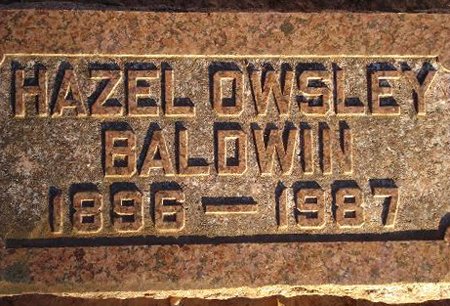 HAZEL OWSLEY
BALDWIN
1896 — 1987